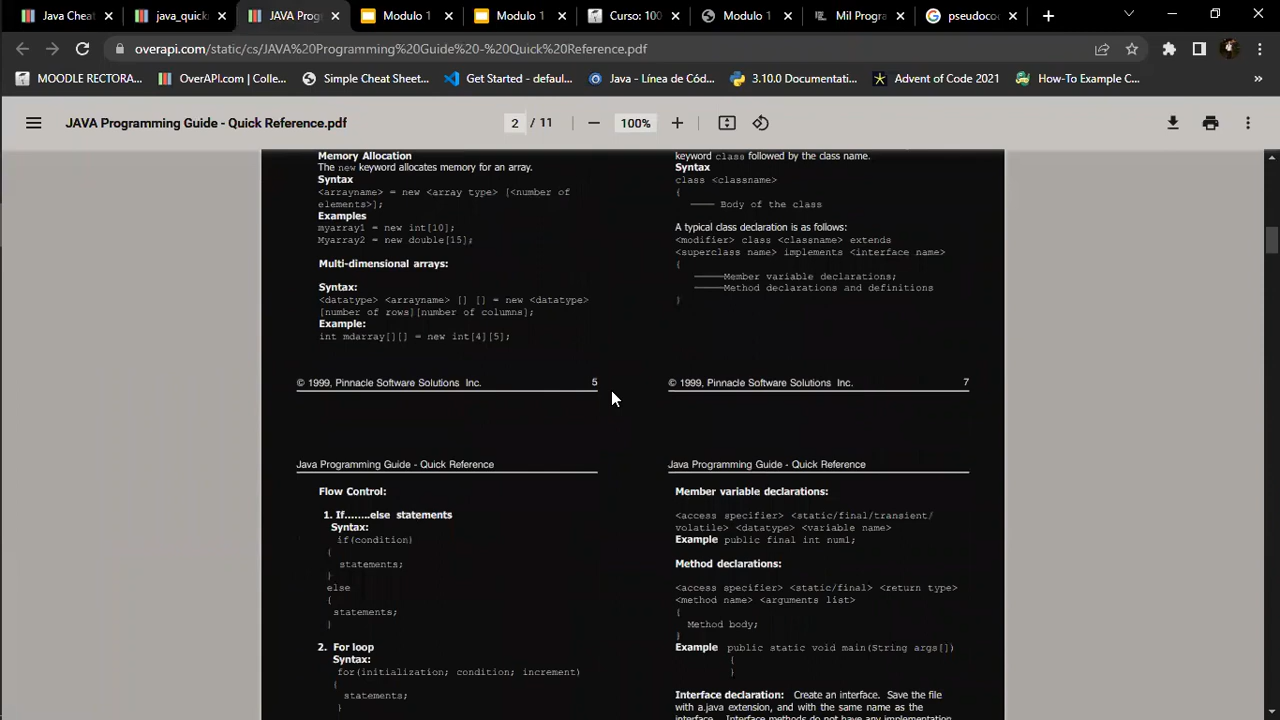 Java Cheat
java_quick
JAVA Prog
Modulo 1
Modulo 1
Curso: 100
Modulo 1
Mil Progra
pseudocod
overapi.com/static/cs/JAVA%20Programming%20Guide%20-%20Quick%20Reference.pdf
MOODLE RECTORA...
OverAPI.com | Colle...
Simple Cheat Sheet...
Get Started - defaul...
Java - Línea de Cód...
3.10.0 Documentati...
Advent of Code 2021
How-To Example C...
»
JAVA Programming Guide - Quick Reference.pdf
2 / 11
100%
Memory Allocation
The new keyword allocates memory for an array.
Syntax
<arrayname> = new <array type> [<number of
elements>];
Examples
myarray1 = new int[10];
Myarray2 = new double[15];
Multi-dimensional arrays:
Syntax:
<datatype> <arrayname> [] [] = new <datatype>
[number of rows][number of columns];
Example:
int mdarray[][] = new int[4][5];
© 1999, Pinnacle Software Solutions Inc.
5
keyword class followed by the class name.
Syntax
class <classname>
{
Body of the class
A typical class declaration is as follows:
<modifier> class <classname> extends
<superclass name> implements <interface name>
{
Member variable declarations;
Method declarations and definitions
}
© 1999, Pinnacle Software Solutions Inc.
7
Java Programming Guide - Quick Reference
Flow Control:
1. If........else statements
Syntax:
if(condition)
{
statements;
}
else
{
statements;
}
2. For loop
Syntax:
for(initialization; condition; increment)
{
statements;
}
Java Programming Guide - Quick Reference
Member variable declarations:
<access specifier> <static/final/transient/
volatile> <datatype> <variable name>
Example public final int num1;
Method declarations:
<access specifier> <static/final> <return type>
<method name> <arguments list>
{
Method body;
}
Example public static void main(String args[])
{
}
Interface declaration: Create an interface. Save the file
with a.java extension, and with the same name as the
interface. Interface methods do not have any implementation